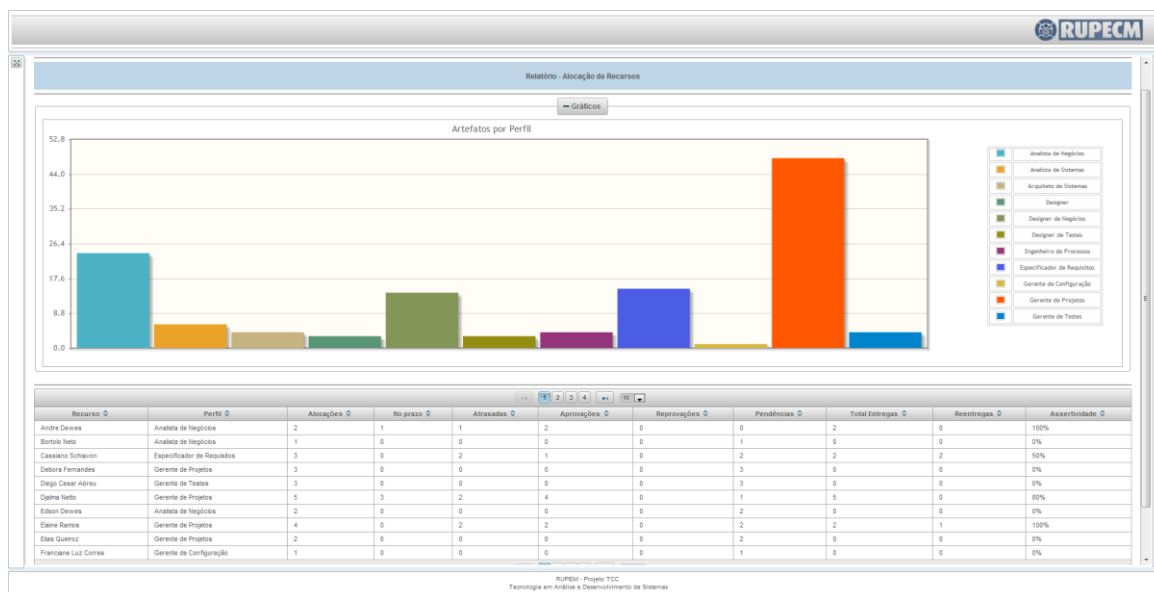 RUPECM
Relatório - Alocação de Recursos
Gráficos
Artefatos por Perfil
52.8
44.0
35.2
26.4
17.6
8.8
0.0
Analista de Negócios
Analista de Sistemas
Arquiteto de Sistemas
Designer
Designer de Negócios
Designer de Testes
Engenheiro de Processos
Especificador de Requisitos
Gerente de Configuração
Gerente de Projetos
Gerente de Testes
1 2 3 4 10
Recurso Perfil Alocações No prazo Atrasadas Aprovações Reprovações Pendências Total Entregas Reentregas Assertividade
Andre Dewes Analista de Negócios 2 1 1 2 0 0 2 0 100%
Bortolo Neto Analista de Negócios 1 0 0 0 0 1 0 0 0%
Cassiano Schiavon Especificador de Requisitos 3 0 2 1 0 2 2 2 50%
Debora Fernandes Gerente de Projetos 3 0 0 0 0 3 0 0 0%
Diego Cesar Abreu Gerente de Testes 3 0 0 0 0 3 0 0 0%
Djalma Netto Gerente de Projetos 5 3 2 4 0 1 5 0 80%
Edson Dewes Analista de Negócios 2 0 0 0 0 2 0 0 0%
Elaine Ramos Gerente de Projetos 4 0 2 2 0 2 2 1 100%
Elias Queiroz Gerente de Projetos 2 0 0 0 0 2 0 0 0%
Franciane Luz Correa Gerente de Configuração 1 0 0 0 0 1 0 0 0%
RUPEM - Projeto TCC
Tecnologia em Análise e Desenvolvimento de Sistemas